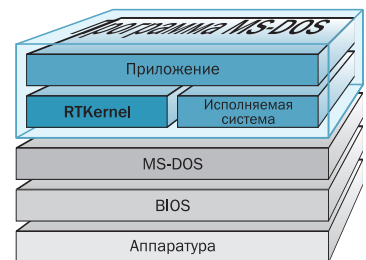 Программа MS-DOS
Приложение
RTKernel
Исполняемая
система
MS-DOS
BIOS
Аппаратура